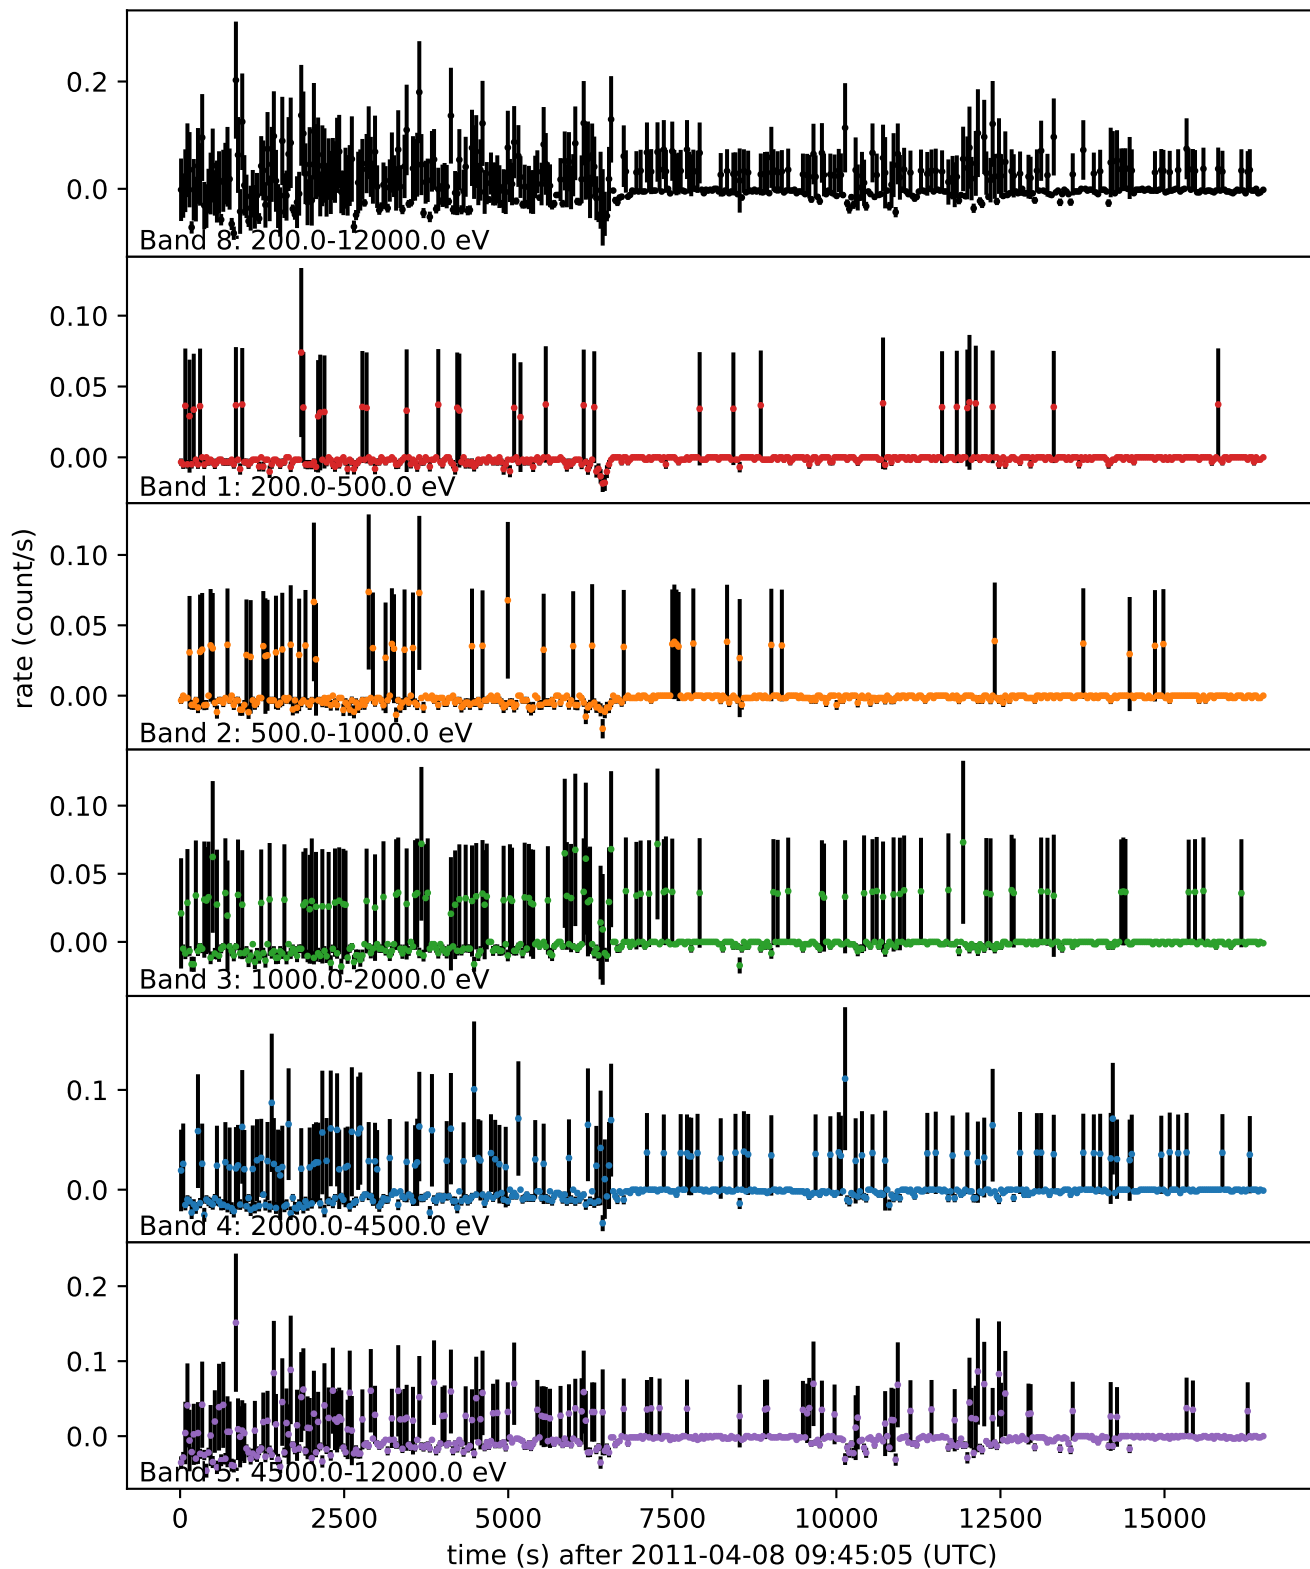 0.2
0.0
Band 8: 200.0-12000.0 eV
0.10
0.05
0.00
Band 1: 200.0-500.0 eV
rate (count/s)
0.10
0.05
0.00
Band 2: 500.0-1000.0 eV
0.10
0.05
0.00
Band 3: 1000.0-2000.0 eV
0.1
0.0
Band 4: 2000.0-4500.0 eV
0.2
0.1
0.0
Band 5: 4500.0-12000.0 eV
0 2500 5000 7500 10000 12500 15000
time (s) after 2011-04-08 09:45:05 (UTC)